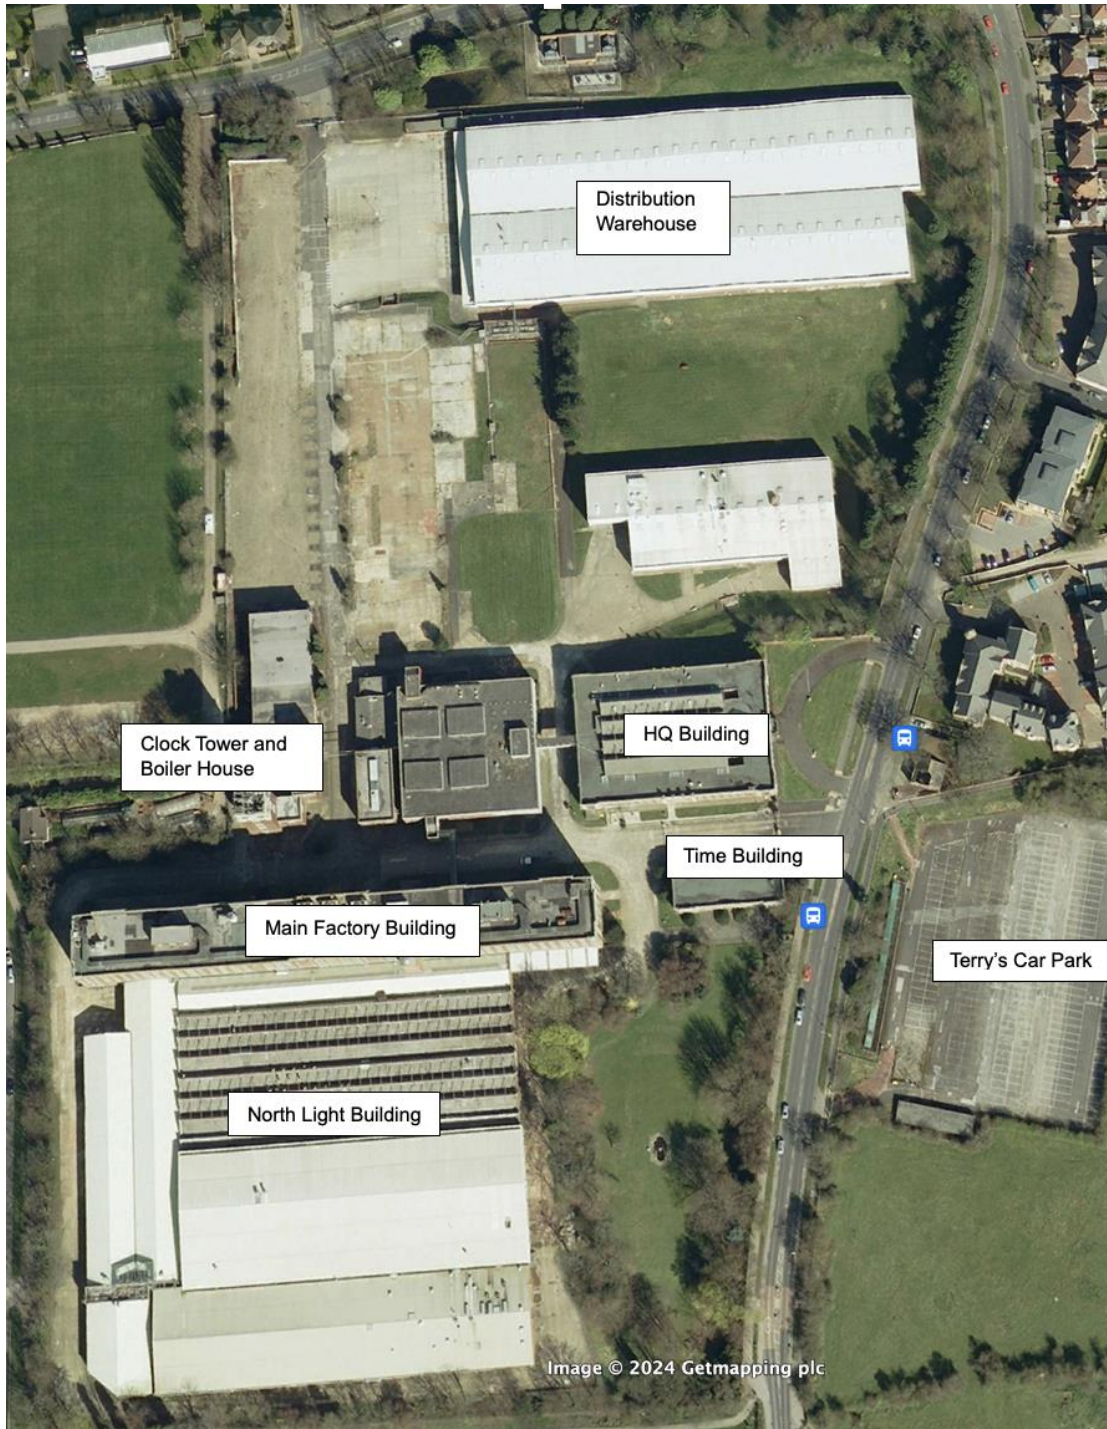 Distribution
Warehouse
HQ Building
Clock Tower and
Boiler House
Time Building
Main Factory Building
Terry's Car Park
North Light Building
Image © 2024 Getmapping plc